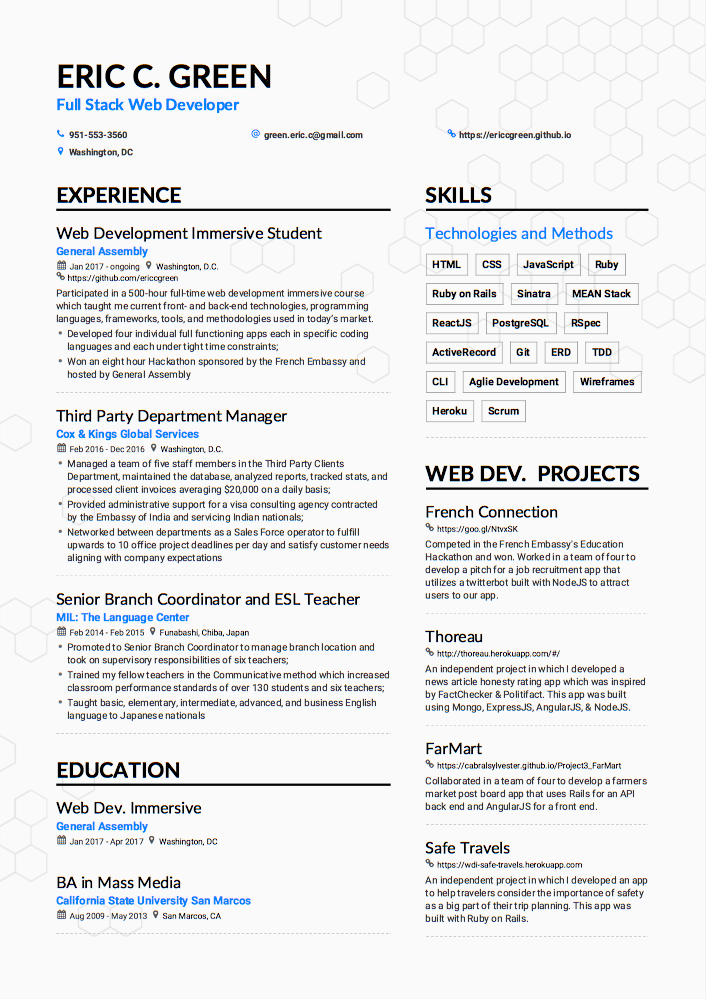 ERIC C. GREEN
Full Stack Web Developer
951-553-3560
green.eric.c@gmail.com
https://ericcgreen.github.io
Washington, DC
EXPERIENCE
Web Development Immersive Student
General Assembly
Jan 2017 - ongoing Washington, D.C.
https://github.com/ericcgreen
Participated in a 500-hour full-time web development immersive course
which taught me current front- and back-end technologies, programming
languages, frameworks, tools, and methodologies used in today's market.
• Developed four individual full functioning apps each in specific coding
languages and each under tight time constraints;
• Won an eight hour Hackathon sponsored by the French Embassy and
hosted by General Assembly
Third Party Department Manager
Cox & Kings Global Services
Feb 2016 - Dec 2016 Washington, D.C.
• Managed a team of five staff members in the Third Party Clients
Department, maintained the database, analyzed reports, tracked stats, and
processed client invoices averaging $20,000 on a daily basis;
• Provided administrative support for a visa consulting agency contracted
by the Embassy of India and servicing Indian nationals;
• Networked between departments as a Sales Force operator to fulfill
upwards to 10 office project deadlines per day and satisfy customer needs
aligning with company expectations
Senior Branch Coordinator and ESL Teacher
MIL: The Language Center
Feb 2014 - Feb 2015 Funabashi, Chiba, Japan
• Promoted to Senior Branch Coordinator to manage branch location and
took on supervisory responsibilities of six teachers;
• Trained my fellow teachers in the Communicative method which increased
classroom performance standards of over 130 students and six teachers;
• Taught basic, elementary, intermediate, advanced, and business English
language to Japanese nationals
EDUCATION
Web Dev. Immersive
General Assembly
Jan 2017 - Apr 2017 Washington, DC
BA in Mass Media
California State University San Marcos
Aug 2009 - May 2013 San Marcos, CA
SKILLS
Technologies and Methods
HTML CSS JavaScript Ruby
Ruby on Rails Sinatra MEAN Stack
ReactJS PostgreSQL RSpec
ActiveRecord Git ERD TDD
CLI Aglie Development Wireframes
Heroku Scrum
WEB DEV. PROJECTS
French Connection
https://goo.gl/NtvxSK
Competed in the French Embassy's Education
Hackathon and won. Worked in a team of four to
develop a pitch for a job recruitment app that
utilizes a twitterbot built with NodeJS to attract
users to our app.
Thoreau
http://thoreau.herokuapp.com/#/
An independent project in which I developed a
news article honesty rating app which was inspired
by FactChecker & Politifact. This app was built
using Mongo, ExpressJS, AngularJS, & NodeJS.
FarMart
https://cabralsylvester.github.io/Project3_FarMart
Collaborated in a team of four to develop a farmers
market post board app that uses Rails for an API
back end and AngularJS for a front end.
Safe Travels
https://wdi-safe-travels.herokuapp.com
An independent project in which I developed an app
to help travelers consider the importance of safety
as a big part of their trip planning. This app was
built with Ruby on Rails.